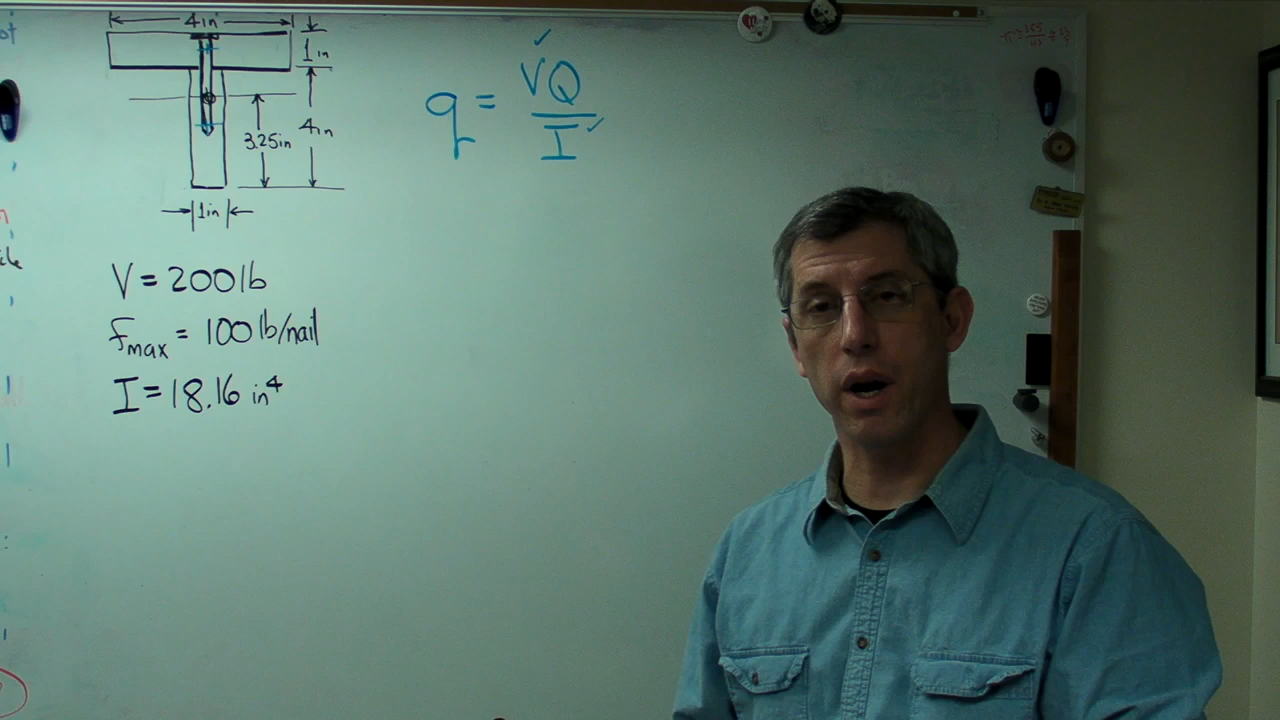 4in
1in
4in
3.25in
1in
q = VQ
I
V = 200 lb
fmax = 100 lb/nail
I = 18.16 in⁴